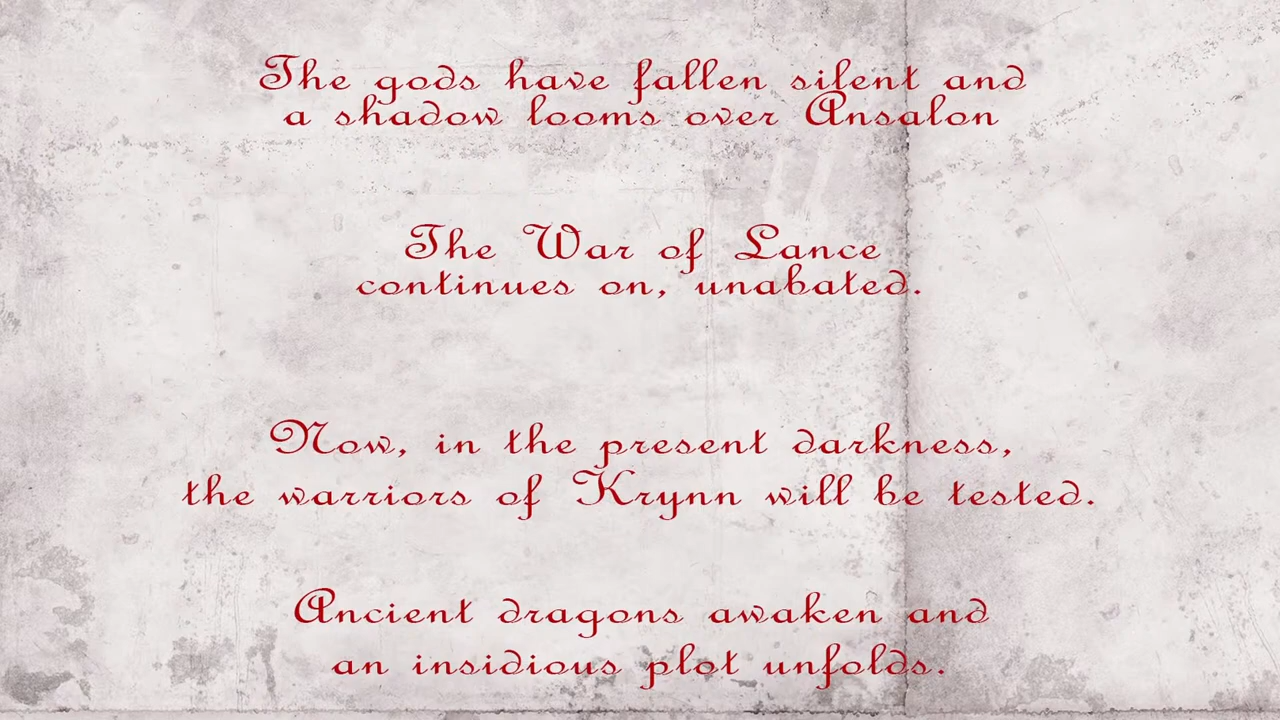 The gods have fallen silent and
a shadow looms over Ansalon
The War of Lance
continues on, unabated.
Now, in the present darkness,
the warriors of Krynn will be tested.
Ancient dragons awaken and
an insidious plot unfolds.